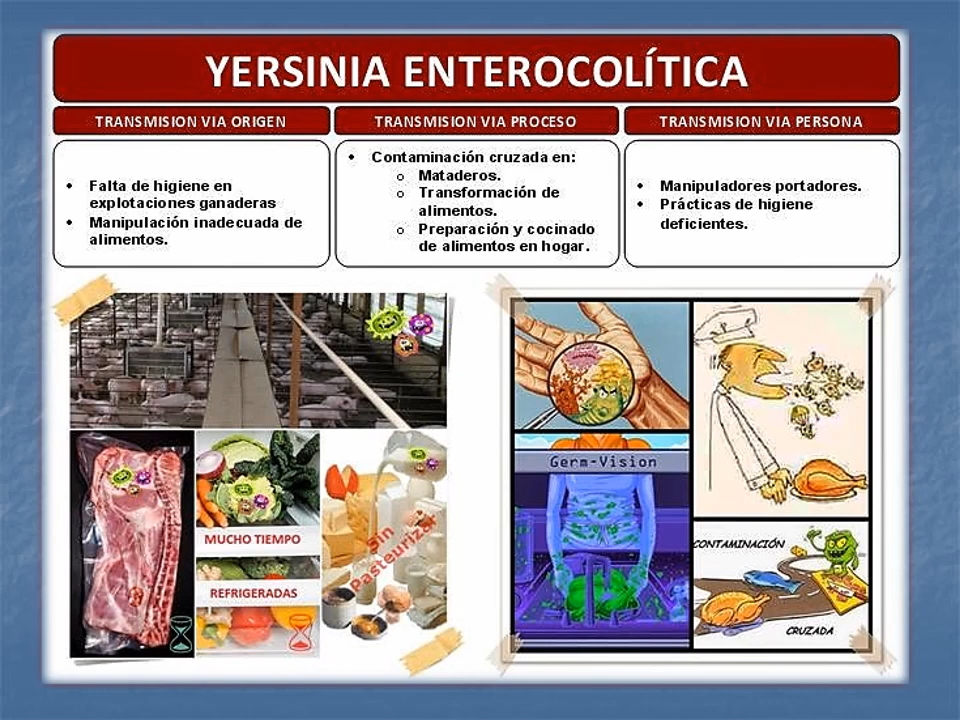 YERSINIA ENTEROCOLÍTICA
TRANSMISION VIA ORIGEN
TRANSMISION VIA PROCESO
TRANSMISION VIA PERSONA
• Falta de higiene en
explotaciones ganaderas
• Manipulación inadecuada de
alimentos.
• Contaminación cruzada en:
o Mataderos.
o Transformación de
alimentos.
o Preparación y cocinado
de alimentos en hogar.
• Manipuladores portadores.
• Prácticas de higiene
deficientes.
MUCHO TIEMPO
REFRIGERADAS
Sin
Pasteurizar
Germ-Vision
CONTAMINACIÓN
CRUZADA